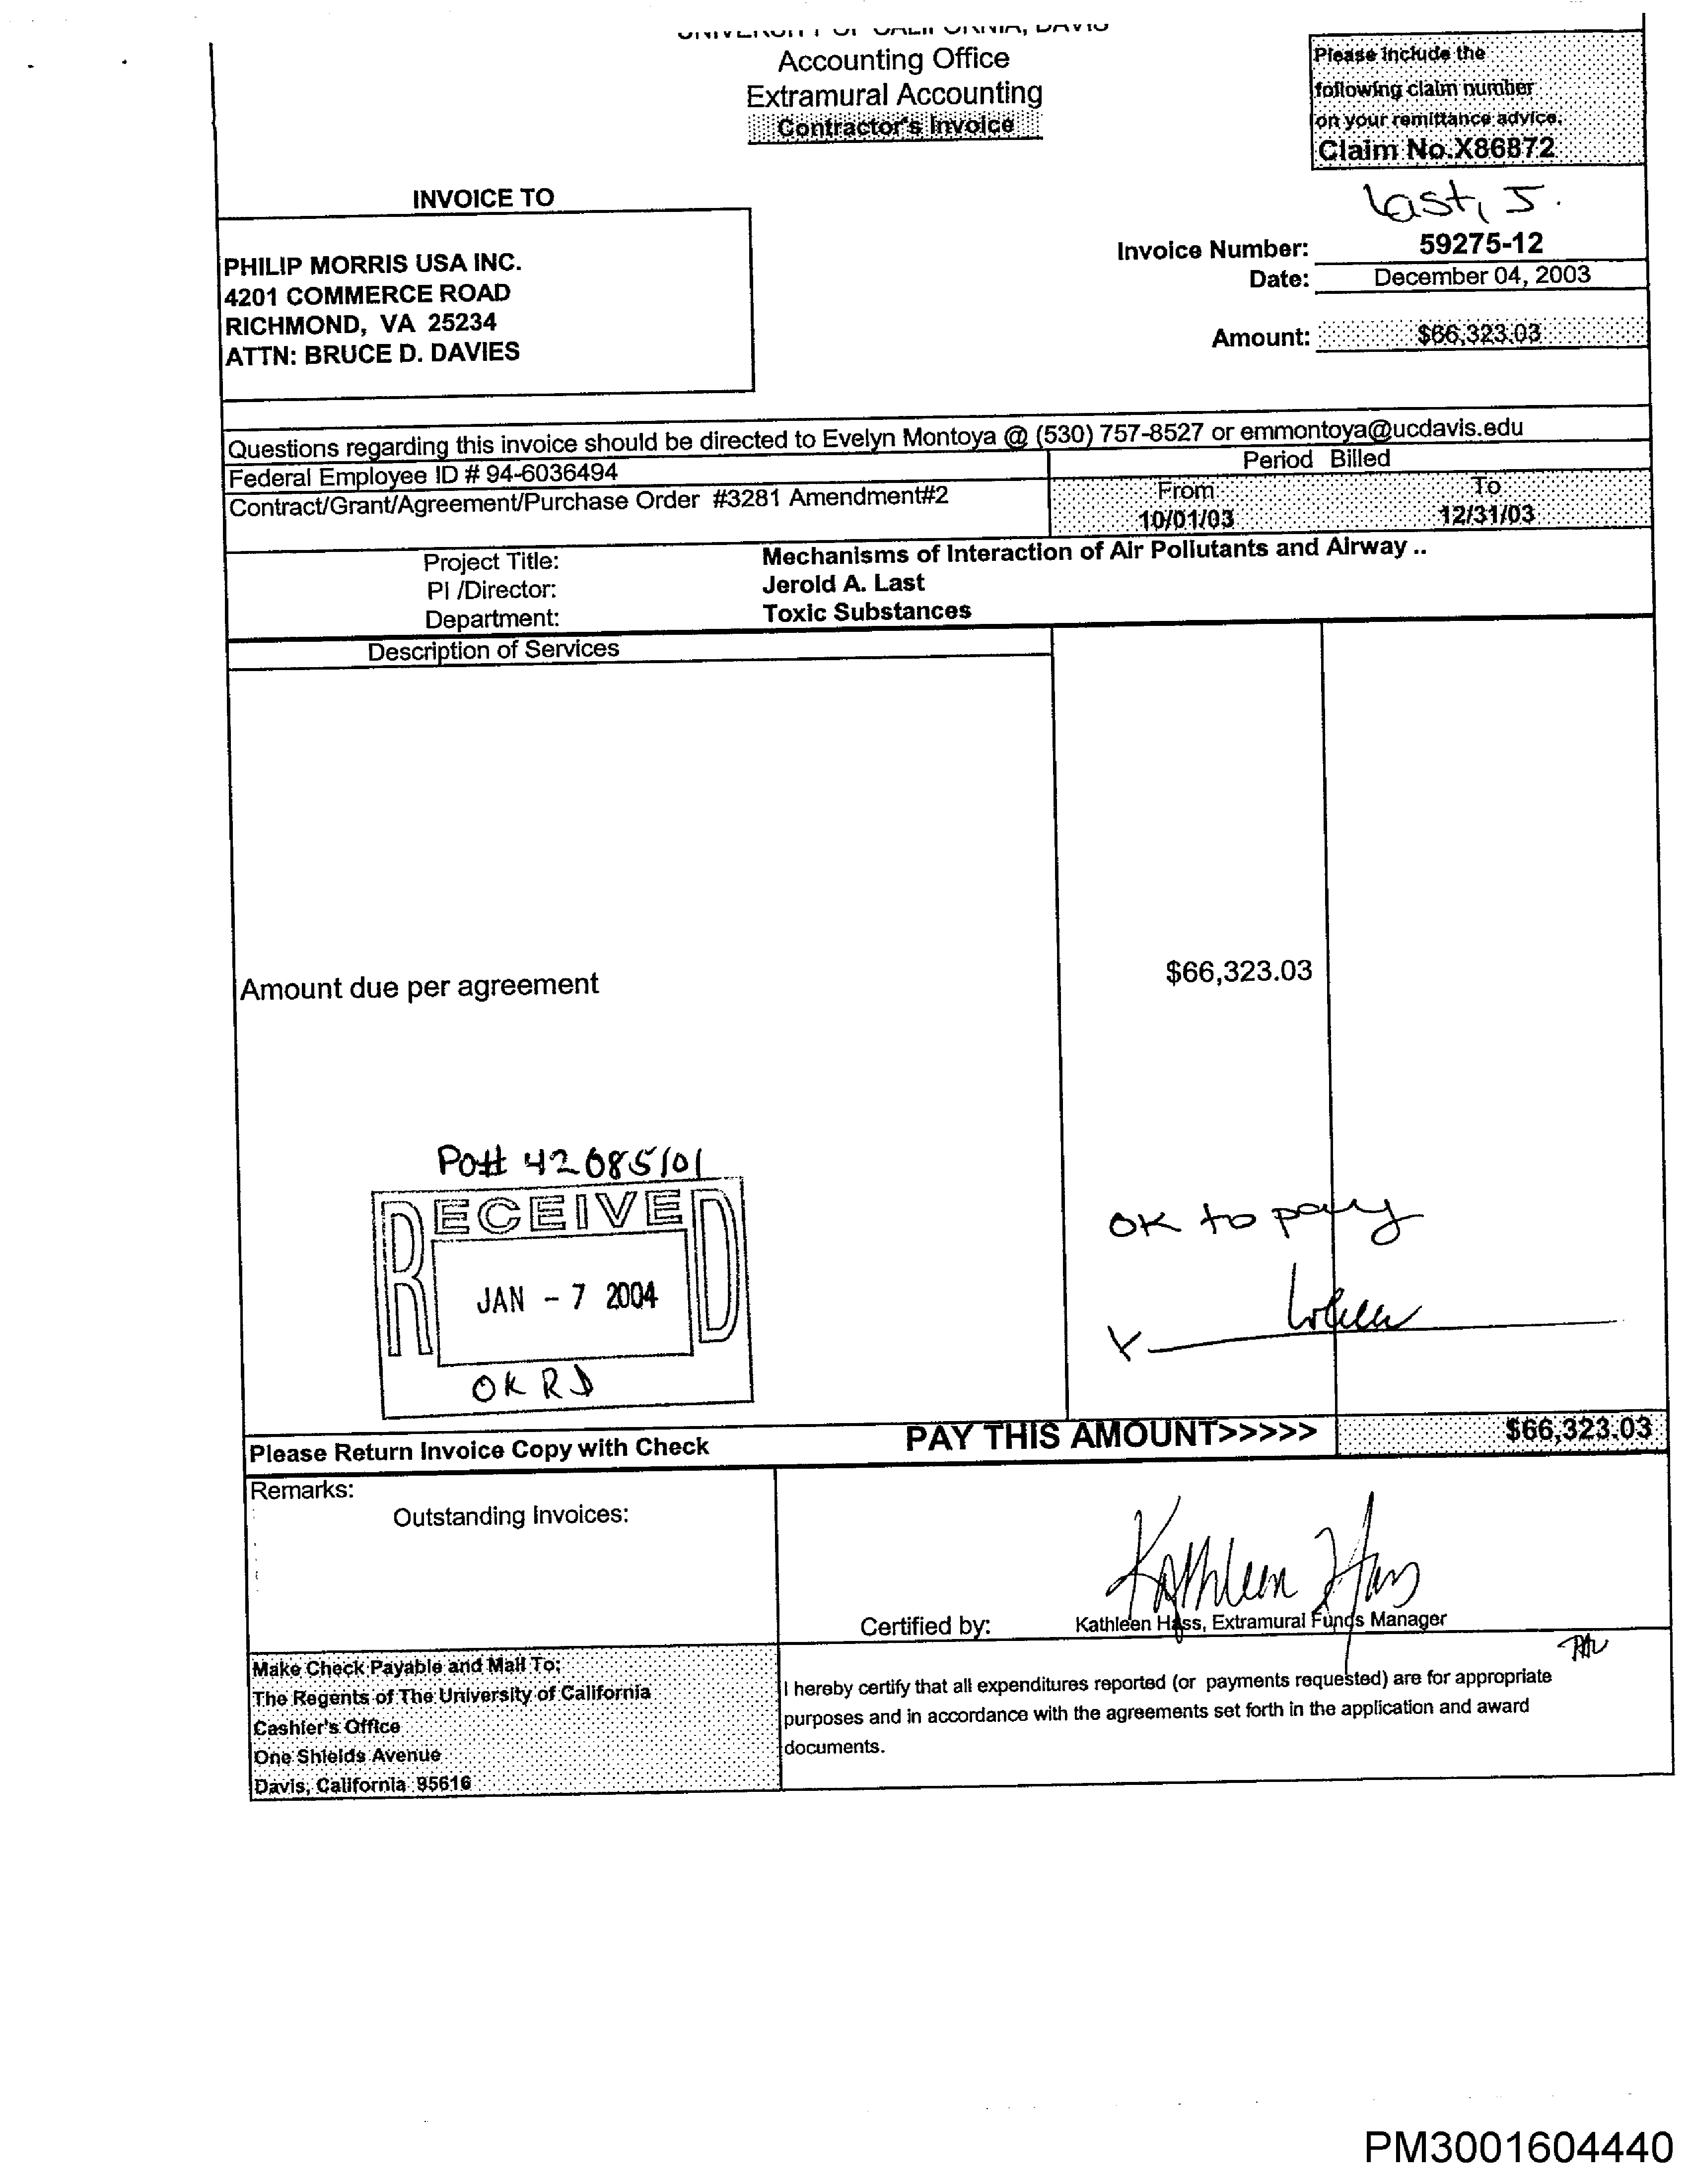 UNIVERSITY OF CALIFORNIA, DAVIS
Accounting Office
Extramural Accounting
Contractor's Invoice
Please include the
following claim number
on your remittance advice.
Claim No.X86872
Last, J.
INVOICE TO
PHILIP MORRIS USA INC.
4201 COMMERCE ROAD
RICHMOND, VA 25234
ATTN: BRUCE D. DAVIES
Invoice Number: 59275-12
Date: December 04, 2003
Amount: $66,323.03
Questions regarding this invoice should be directed to Evelyn Montoya @ (530) 757-8527 or emmontoya@ucdavis.edu
Federal Employee ID # 94-6036494
Period Billed
Contract/Grant/Agreement/Purchase Order #3281 Amendment#2
From To
10/01/03 12/31/03
Project Title: Mechanisms of Interaction of Air Pollutants and Airway ..
PI /Director: Jerold A. Last
Department: Toxic Substances
Description of Services
Amount due per agreement $66,323.03
PO# 42085101
RECEIVED
JAN - 7 2004
OK RD
OK to pay
X
Please Return Invoice Copy with Check PAY THIS AMOUNT>>>>> $66,323.03
Remarks:
Outstanding Invoices:
Kathleen Hass
Certified by: Kathleen Hass, Extramural Funds Manager
Make Check Payable and Mail To:
The Regents of The University of California
Cashier's Office
One Shields Avenue
Davis, California 95616
I hereby certify that all expenditures reported (or payments requested) are for appropriate
purposes and in accordance with the agreements set forth in the application and award
documents.
PM3001604440